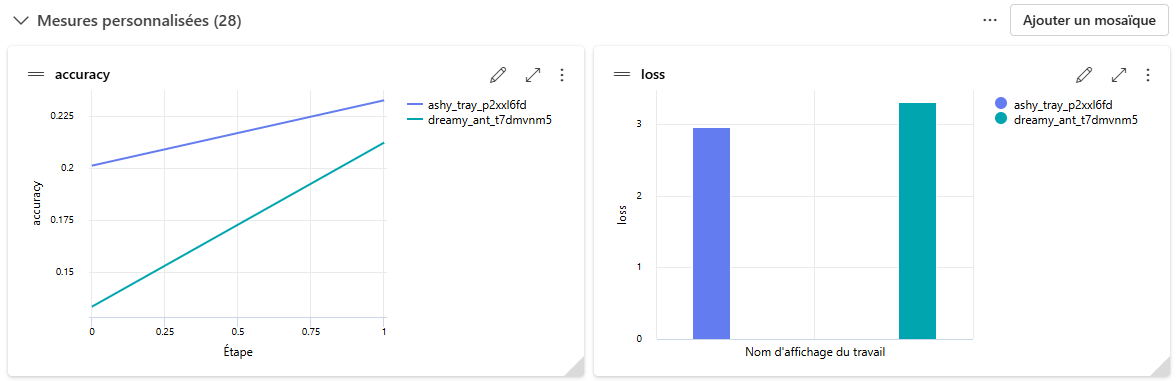 Mesures personnalisées (28)
Ajouter un mosaïque
accuracy
ashy_tray_p2xxl6fd
dreamy_ant_t7dmvnm5
0.225
0.2
0.175
0.15
accuracy
0
0.25
0.5
0.75
1
Étape
loss
ashy_tray_p2xxl6fd
dreamy_ant_t7dmvnm5
3
2
1
0
loss
Nom d'affichage du travail